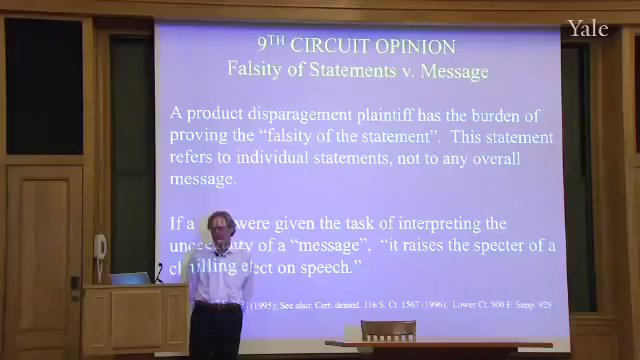 Yale
9TH CIRCUIT OPINION
Falsity of Statements v. Message
A product disparagement plaintiff has the burden of
proving the “falsity of the statement”. This statement
refers to individual statements, not to any overall
message.
If a were given the task of interpreting the
of a “message”, “it raises the specter of a
chilling effect on speech.”
(1995); See also: Cert. denied. 116 S. Ct. 1567 (1996), Lower Ct. 800 F. Supp. 928